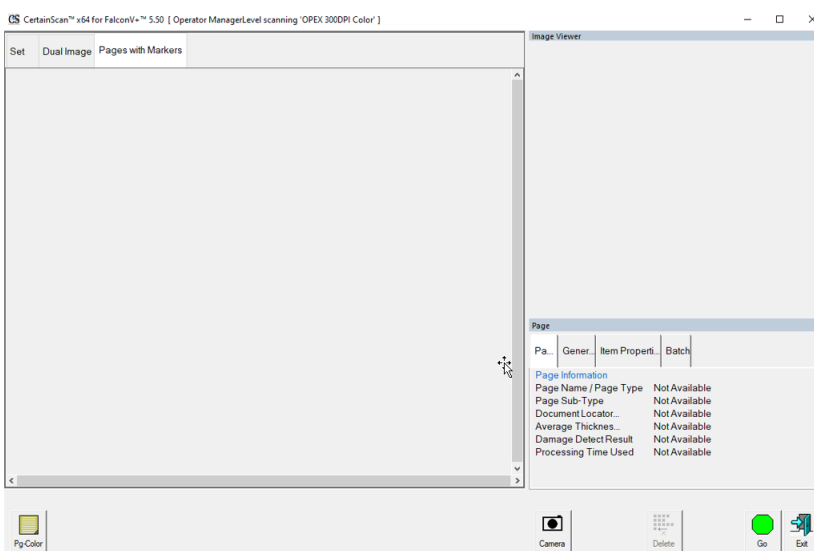 CS CertainScan™ x64 for FalconV+™ 5.50 [ Operator ManagerLevel scanning 'OPEX 300DPI Color' ]
Set Dual Image Pages with Markers
Image Viewer
Page
Pa... Gener... Item Properti... Batch
Page Information
Page Name / Page Type Not Available
Page Sub-Type Not Available
Document Locator... Not Available
Average Thicknes... Not Available
Damage Detect Result Not Available
Processing Time Used Not Available
Pg-Color Camera Delete Go Exit